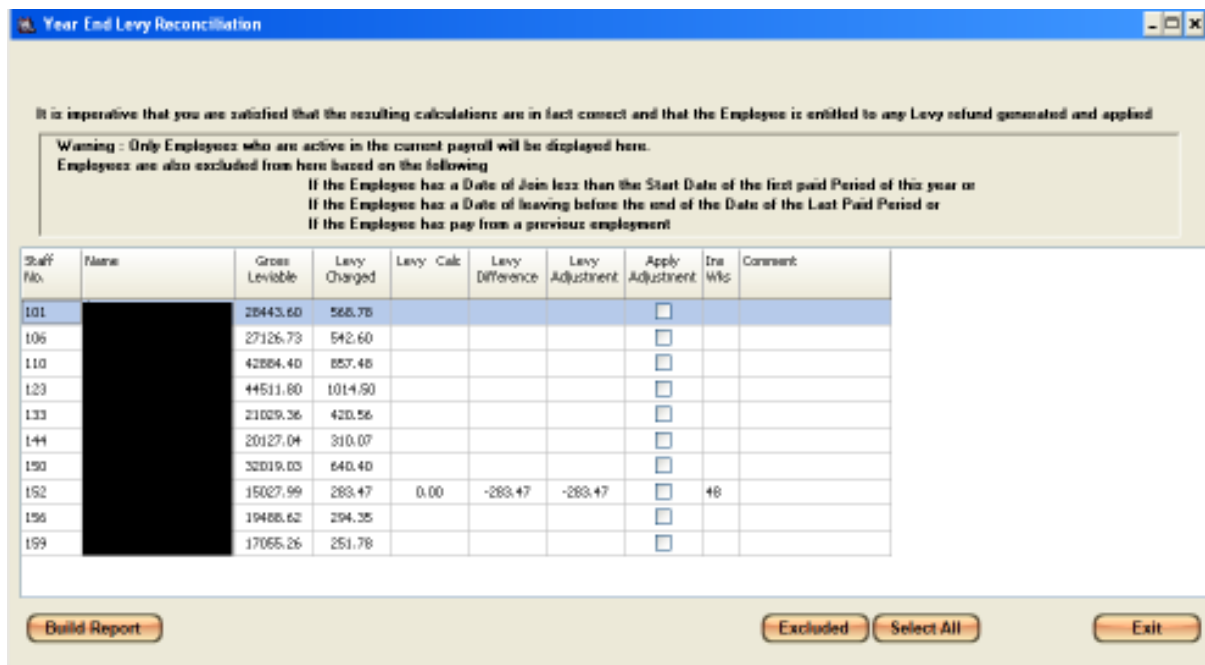 Year End Levy Reconciliation
It is imperative that you are satisfied that the resulting calculations are in fact correct and that the Employee is entitled to any Levy refund generated and applied
Warning : Only Employees who are active in the current payroll will be displayed here.
Employees are also excluded from here based on the following
If the Employee has a Date of Join less than the Start Date of the first paid Period of this year or
If the Employee has a Date of leaving before the end of the Date of the Last Paid Period or
If the Employee has pay from a previous employment
Staff No. Name Gross Leviable Levy Charged Levy Calc Levy Difference Levy Adjustment Apply Adjustment Ins Wks Comment
101 28443.60 568.78
106 27126.73 542.60
110 42884.40 857.48
123 44511.80 1014.50
133 21029.36 420.56
144 20127.04 310.07
150 32019.03 640.40
152 15027.99 283.47 0.00 -283.47 -283.47 48
156 19488.62 294.35
159 17055.26 251.78
Build Report Excluded Select All Exit